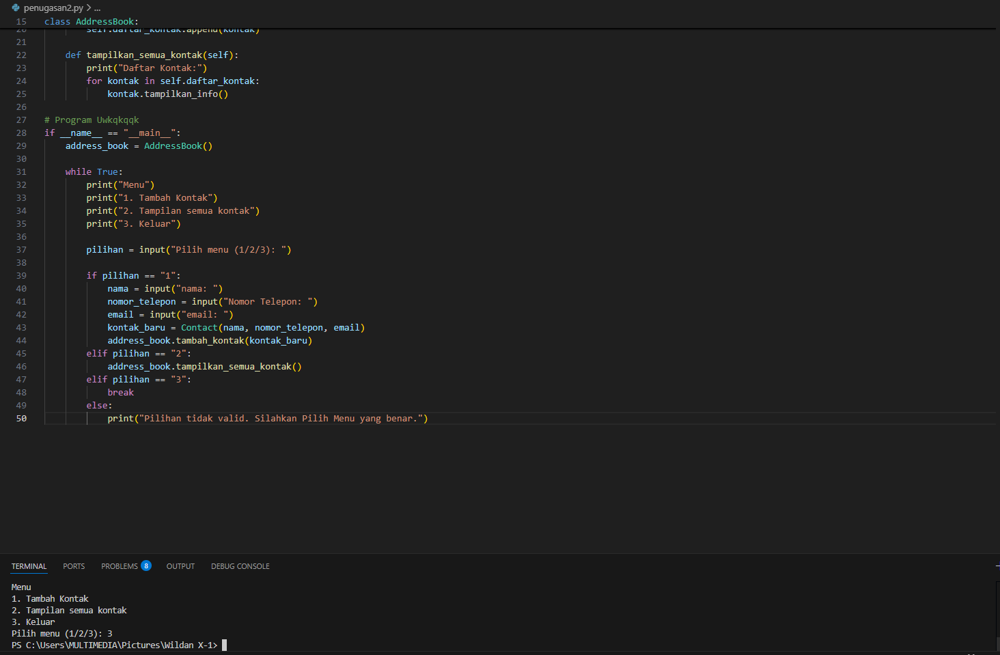 penugasan2.py > ...
15 class AddressBook:
20 self.daftar_kontak.append(kontak)
21
22 def tampilkan_semua_kontak(self):
23 print("Daftar Kontak:")
24 for kontak in self.daftar_kontak:
25 kontak.tampilkan_info()
26
27 # Program Uwkqkqqk
28 if __name__ == "__main__":
29 address_book = AddressBook()
30
31 while True:
32 print("Menu")
33 print("1. Tambah Kontak")
34 print("2. Tampilan semua kontak")
35 print("3. Keluar")
36
37 pilihan = input("Pilih menu (1/2/3): ")
38
39 if pilihan == "1":
40 nama = input("nama: ")
41 nomor_telepon = input("Nomor Telepon: ")
42 email = input("email: ")
43 kontak_baru = Contact(nama, nomor_telepon, email)
44 address_book.tambah_kontak(kontak_baru)
45 elif pilihan == "2":
46 address_book.tampilkan_semua_kontak()
47 elif pilihan == "3":
48 break
49 else:
50 print("Pilihan tidak valid. Silahkan Pilih Menu yang benar.")
TERMINAL PORTS PROBLEMS 8 OUTPUT DEBUG CONSOLE
Menu
1. Tambah Kontak
2. Tampilan semua kontak
3. Keluar
Pilih menu (1/2/3): 3
PS C:\Users\MULTIMEDIA\Pictures\Wildan X-1>